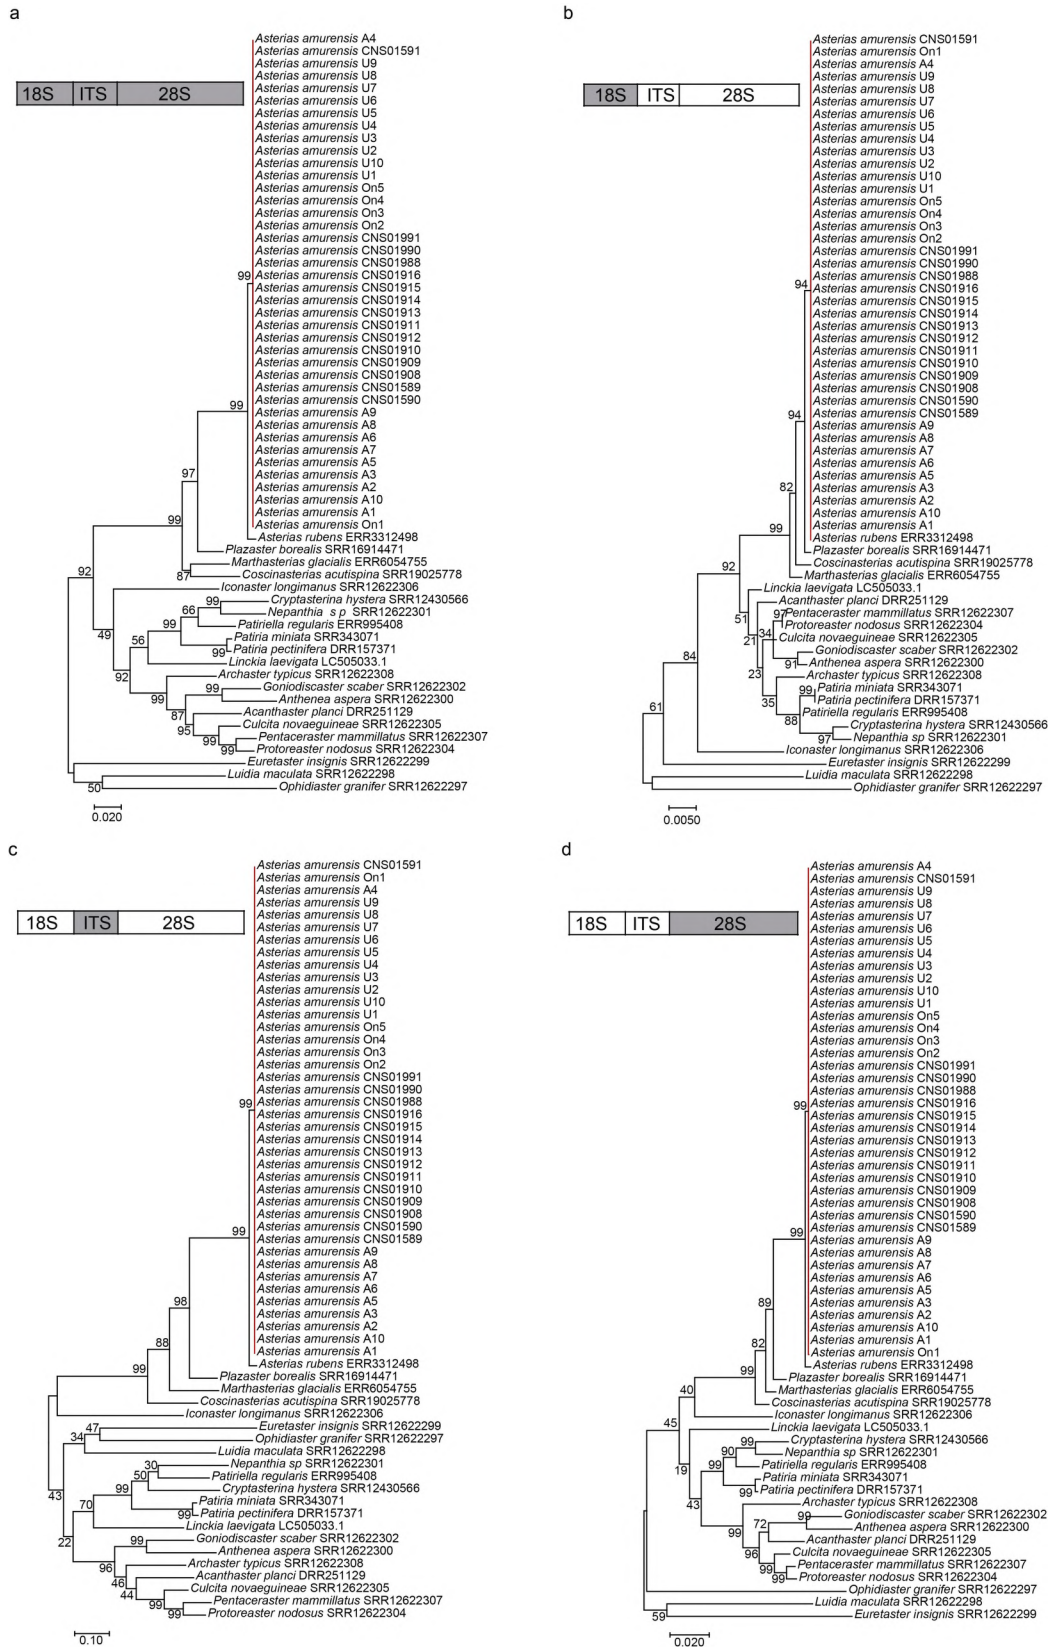 a
18S ITS 28S
Asterias amurensis A4
Asterias amurensis CNS01591
Asterias amurensis U9
Asterias amurensis U8
Asterias amurensis U7
Asterias amurensis U6
Asterias amurensis U5
Asterias amurensis U4
Asterias amurensis U3
Asterias amurensis U2
Asterias amurensis U10
Asterias amurensis U1
Asterias amurensis On5
Asterias amurensis On4
Asterias amurensis On3
Asterias amurensis On2
Asterias amurensis CNS01991
Asterias amurensis CNS01990
Asterias amurensis CNS01988
Asterias amurensis CNS01916
99 Asterias amurensis CNS01915
Asterias amurensis CNS01914
Asterias amurensis CNS01913
Asterias amurensis CNS01911
Asterias amurensis CNS01912
Asterias amurensis CNS01910
Asterias amurensis CNS01909
Asterias amurensis CNS01908
Asterias amurensis CNS01589
Asterias amurensis CNS01590
99 Asterias amurensis A9
Asterias amurensis A8
Asterias amurensis A6
Asterias amurensis A7
Asterias amurensis A5
97 Asterias amurensis A3
Asterias amurensis A2
Asterias amurensis A10
Asterias amurensis A1
99 Asterias amurensis On1
Asterias rubens ERR3312498
Plazaster borealis SRR16914471
Marthasterias glacialis ERR6054755
92 87 Coscinasterias acutispina SRR19025778
Iconaster longimanus SRR12622306
99 Cryptasterina hystera SRR12430566
66 Nepanthia s p SRR12622301
99 Patiriella regularis ERR995408
49 56 Patiria miniata SRR343071
99 Patiria pectinifera DRR157371
Linckia laevigata LC505033.1
92 Archaster typicus SRR12622308
99 99 Goniodiscaster scaber SRR12622302
Anthenea aspera SRR12622300
87 Acanthaster planci DRR251129
95 Culcita novaeguineae SRR12622305
99 Pentaceraster mammillatus SRR12622307
99 Protoreaster nodosus SRR12622304
Euretaster insignis SRR12622299
Luidia maculata SRR12622298
50 Ophidiaster granifer SRR12622297
0.020
b
18S ITS 28S
Asterias amurensis CNS01591
Asterias amurensis On1
Asterias amurensis A4
Asterias amurensis U9
Asterias amurensis U8
Asterias amurensis U7
Asterias amurensis U6
Asterias amurensis U5
Asterias amurensis U4
Asterias amurensis U3
Asterias amurensis U2
Asterias amurensis U10
Asterias amurensis U1
Asterias amurensis On5
Asterias amurensis On4
Asterias amurensis On3
Asterias amurensis On2
Asterias amurensis CNS01991
Asterias amurensis CNS01990
Asterias amurensis CNS01988
94 Asterias amurensis CNS01916
Asterias amurensis CNS01915
Asterias amurensis CNS01914
Asterias amurensis CNS01913
Asterias amurensis CNS01912
Asterias amurensis CNS01911
Asterias amurensis CNS01910
Asterias amurensis CNS01909
Asterias amurensis CNS01908
Asterias amurensis CNS01590
94 Asterias amurensis CNS01589
Asterias amurensis A9
Asterias amurensis A8
Asterias amurensis A7
Asterias amurensis A6
Asterias amurensis A5
82 Asterias amurensis A3
Asterias amurensis A2
Asterias amurensis A10
99 Asterias amurensis A1
Asterias rubens ERR3312498
Plazaster borealis SRR16914471
Coscinasterias acutispina SRR19025778
92 Marthasterias glacialis ERR6054755
Linckia laevigata LC505033.1
Acanthaster planci DRR251129
51 97 Pentaceraster mammillatus SRR12622307
Protoreaster nodosus SRR12622304
21 34 Culcita novaeguineae SRR12622305
84 Goniodiscaster scaber SRR12622302
91 Anthenea aspera SRR12622300
23 Archaster typicus SRR12622308
99 Patiria miniata SRR343071
35 Patiria pectinifera DRR157371
61 88 Patiriella regularis ERR995408
Cryptasterina hystera SRR12430566
97 Nepanthia sp SRR12622301
Iconaster longimanus SRR12622306
Euretaster insignis SRR12622299
Luidia maculata SRR12622298
Ophidiaster granifer SRR12622297
0.0050
c
18S ITS 28S
Asterias amurensis CNS01591
Asterias amurensis On1
Asterias amurensis A4
Asterias amurensis U9
Asterias amurensis U8
Asterias amurensis U7
Asterias amurensis U6
Asterias amurensis U5
Asterias amurensis U4
Asterias amurensis U3
Asterias amurensis U2
Asterias amurensis U10
Asterias amurensis U1
Asterias amurensis On5
Asterias amurensis On4
Asterias amurensis On3
Asterias amurensis On2
Asterias amurensis CNS01991
Asterias amurensis CNS01990
99 Asterias amurensis CNS01988
Asterias amurensis CNS01916
Asterias amurensis CNS01915
Asterias amurensis CNS01914
Asterias amurensis CNS01913
Asterias amurensis CNS01912
Asterias amurensis CNS01911
Asterias amurensis CNS01910
Asterias amurensis CNS01909
Asterias amurensis CNS01908
Asterias amurensis CNS01590
99 Asterias amurensis CNS01589
Asterias amurensis A9
Asterias amurensis A8
Asterias amurensis A7
Asterias amurensis A6
98 Asterias amurensis A5
Asterias amurensis A3
Asterias amurensis A2
88 Asterias amurensis A10
Asterias amurensis A1
99 Asterias rubens ERR3312498
Plazaster borealis SRR16914471
Marthasterias glacialis ERR6054755
Coscinasterias acutispina SRR19025778
Iconaster longimanus SRR12622306
47 Euretaster insignis SRR12622299
34 Ophidiaster granifer SRR12622297
Luidia maculata SRR12622298
30 Nepanthia sp SRR12622301
50 Patiriella regularis ERR995408
43 99 Cryptasterina hystera SRR12430566
70 Patiria miniata SRR343071
99 Patiria pectinifera DRR157371
Linckia laevigata LC505033.1
22 99 Goniodiscaster scaber SRR12622302
Anthenea aspera SRR12622300
96 Archaster typicus SRR12622308
46 Acanthaster planci DRR251129
44 Culcita novaeguineae SRR12622305
99 Pentaceraster mammillatus SRR12622307
99 Protoreaster nodosus SRR12622304
0.10
d
18S ITS 28S
Asterias amurensis A4
Asterias amurensis CNS01591
Asterias amurensis U9
Asterias amurensis U8
Asterias amurensis U7
Asterias amurensis U6
Asterias amurensis U5
Asterias amurensis U4
Asterias amurensis U3
Asterias amurensis U2
Asterias amurensis U10
Asterias amurensis U1
Asterias amurensis On5
Asterias amurensis On4
Asterias amurensis On3
Asterias amurensis On2
Asterias amurensis CNS01991
Asterias amurensis CNS01990
Asterias amurensis CNS01988
99 Asterias amurensis CNS01916
Asterias amurensis CNS01915
Asterias amurensis CNS01914
Asterias amurensis CNS01913
Asterias amurensis CNS01912
Asterias amurensis CNS01911
Asterias amurensis CNS01910
Asterias amurensis CNS01909
Asterias amurensis CNS01908
Asterias amurensis CNS01590
99 Asterias amurensis CNS01589
Asterias amurensis A9
Asterias amurensis A8
Asterias amurensis A7
Asterias amurensis A6
Asterias amurensis A5
89 Asterias amurensis A3
Asterias amurensis A2
Asterias amurensis A10
82 Asterias amurensis A1
Asterias amurensis On1
99 Asterias rubens ERR3312498
Plazaster borealis SRR16914471
40 Marthasterias glacialis ERR6054755
Coscinasterias acutispina SRR19025778
45 Iconaster longimanus SRR12622306
Linckia laevigata LC505033.1
99 Cryptasterina hystera SRR12430566
90 Nepanthia sp SRR12622301
19 99 Patiriella regularis ERR995408
Patiria miniata SRR343071
99 Patiria pectinifera DRR157371
43 Archaster typicus SRR12622308
99 Goniodiscaster scaber SRR12622302
99 72 Anthenea aspera SRR12622300
Acanthaster planci DRR251129
96 Culcita novaeguineae SRR12622305
99 Pentaceraster mammillatus SRR12622307
99 Protoreaster nodosus SRR12622304
Ophidiaster granifer SRR12622297
Luidia maculata SRR12622298
59 Euretaster insignis SRR12622299
0.020